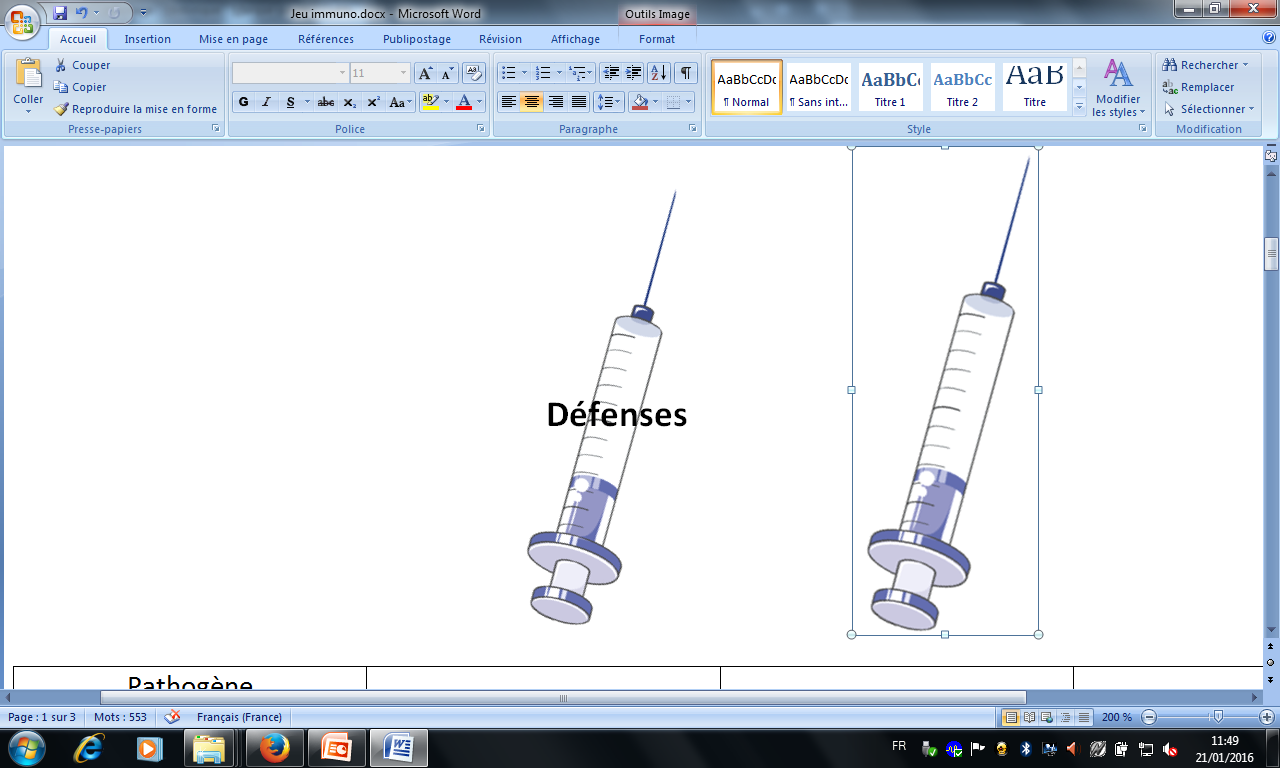 Jeu immuno.docx - Microsoft Word
Outils Image
Accueil Insertion Mise en page Références Publipostage Révision Affichage Format
Coller
Couper
Copier
Reproduire la mise en forme
Presse-papiers
11
G I S abc X₂ X² Aa
Police
Paragraphe
AaBbCcDc AaBbCcDc AaBbCc AaBbCc AaB
¶ Normal ¶ Sans int... Titre 1 Titre 2 Titre
Modifier
les styles
Style
Rechercher
Remplacer
Sélectionner
Modification
Défenses
Pathogène
Page : 1 sur 3 Mots : 553 Français (France) 200 %
FR
11:49
21/01/2016